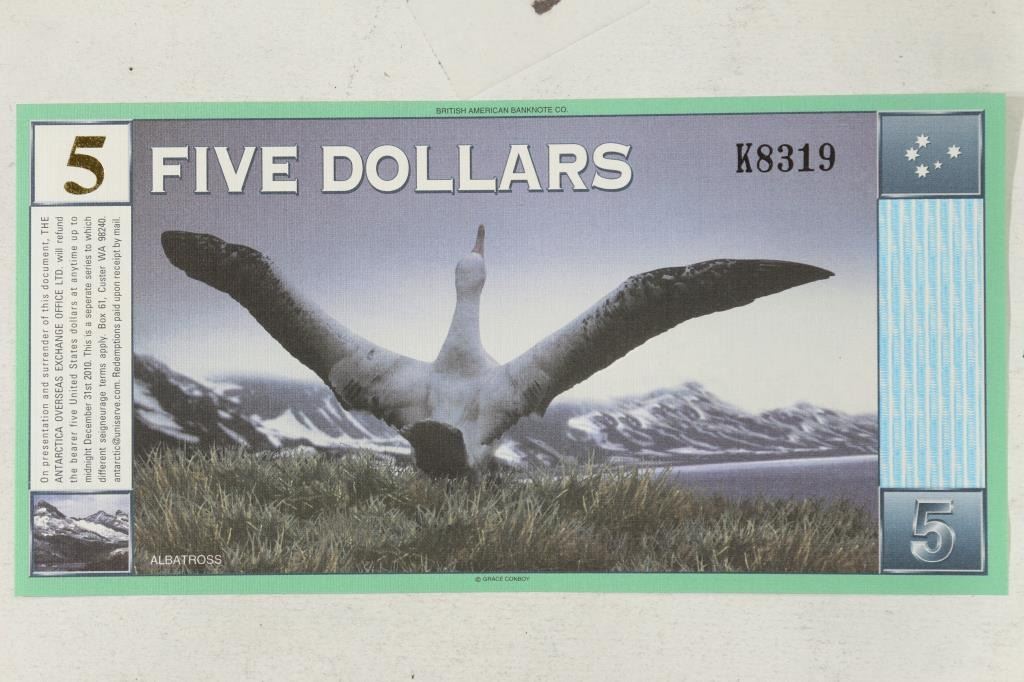 BRITISH AMERICAN BANKNOTE CO.
5
FIVE DOLLARS
K8319
On presentation and surrender of this document, THE
ANTARCTICA OVERSEAS EXCHANGE OFFICE LTD. will refund
the bearer five United States dollars at anytime up to
midnight December 31st 2010. This is a seperate series to which
different seigneurage terms apply. Box 61, Custer WA 98240.
antarctic@uniserve.com. Redemptions paid upon receipt by mail.
ALBATROSS
5
© GRACE CONBOY